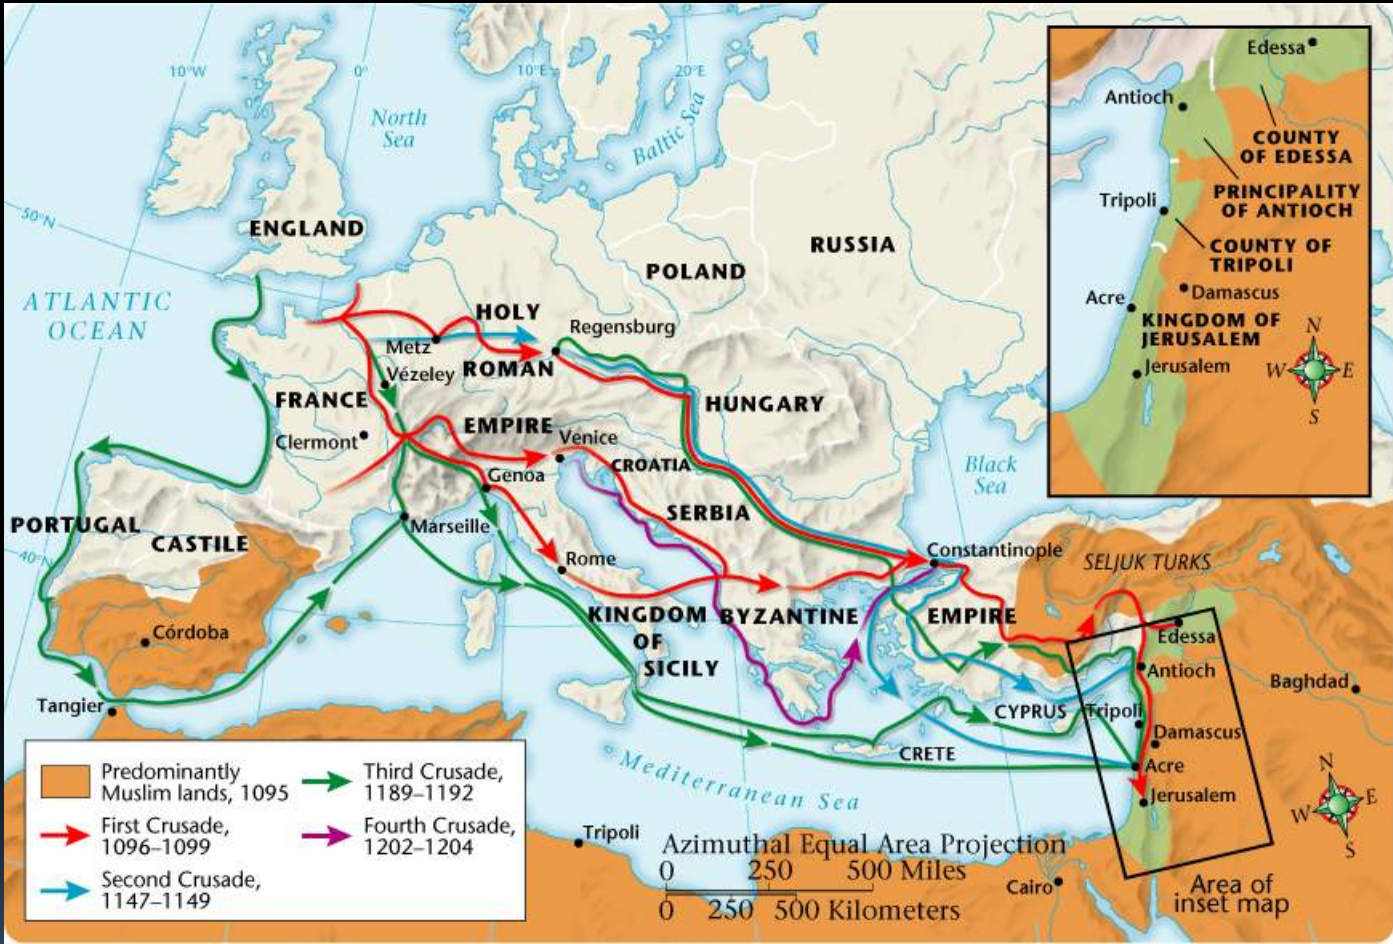 10°W
0°
10°E
20°E
North
Sea
Baltic Sea
50°N
ENGLAND
RUSSIA
POLAND
ATLANTIC
OCEAN
HOLY
Regensburg
Metz
ROMAN
Vézeley
FRANCE
HUNGARY
EMPIRE
Clermont
Venice
CROATIA
Genoa
Black
Sea
PORTUGAL
Marseille
SERBIA
CASTILE
40°N
Rome
Constantinople
SELJUK TURKS
KINGDOM
OF
SICILY
BYZANTINE
EMPIRE
Córdoba
Edessa
Antioch
Baghdad
Tangier
CYPRUS
Tripoli
Damascus
CRETE
Acre
Mediterranean Sea
Jerusalem
Tripoli
Cairo
Area of
inset map
N
W
E
S
Azimuthal Equal Area Projection
0 250 500 Miles
0 250 500 Kilometers
Predominantly
Muslim lands, 1095
First Crusade,
1096–1099
Second Crusade,
1147–1149
Third Crusade,
1189–1192
Fourth Crusade,
1202–1204
Edessa
Antioch
COUNTY
OF EDESSA
PRINCIPALITY
OF ANTIOCH
Tripoli
COUNTY OF
TRIPOLI
Acre
Damascus
KINGDOM OF
JERUSALEM
Jerusalem
N
W
E
S